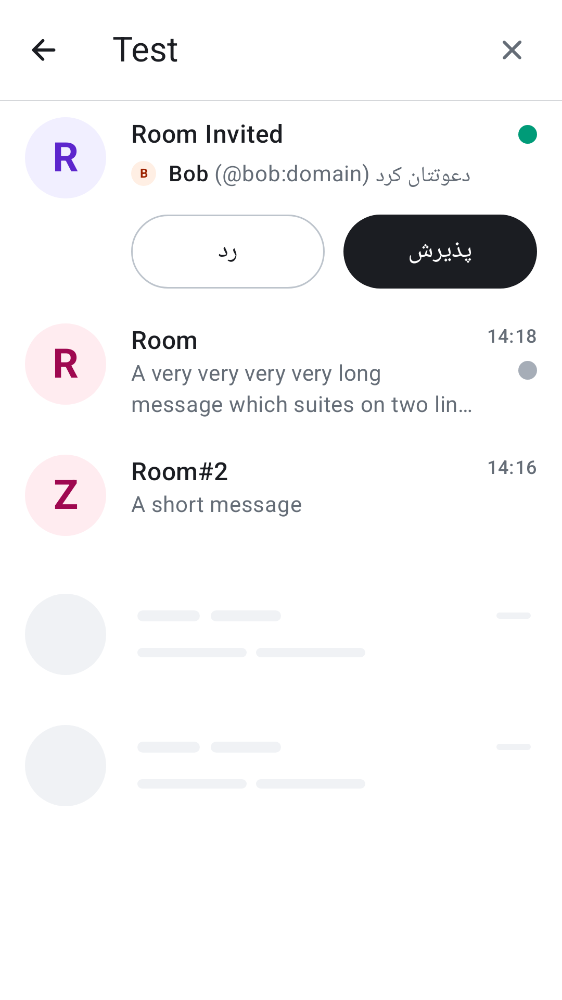 Test
R
Room Invited
B Bob (@bob:domain) دعوتتان کرد
رد
پذیرش
R
Room
14:18
A very very very very long
message which suites on two lin…
Z
Room#2
14:16
A short message